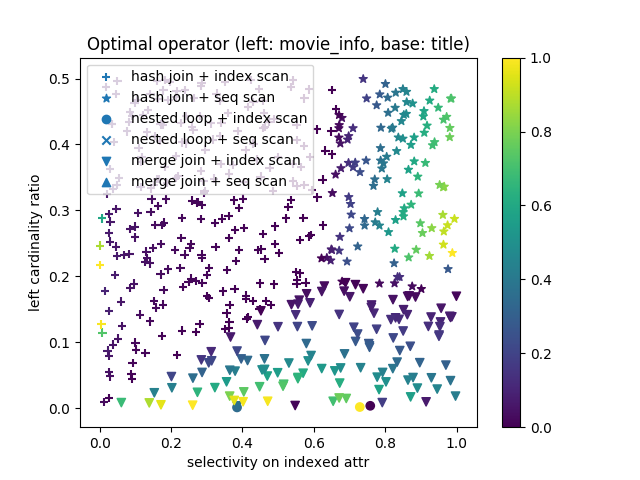 Optimal operator (left: movie_info, base: title)
hash join + index scan
hash join + seq scan
nested loop + index scan
nested loop + seq scan
merge join + index scan
merge join + seq scan
left cardinality ratio
0.5
0.4
0.3
0.2
0.1
0.0
0.0 0.2 0.4 0.6 0.8 1.0
selectivity on indexed attr
1.0
0.8
0.6
0.4
0.2
0.0